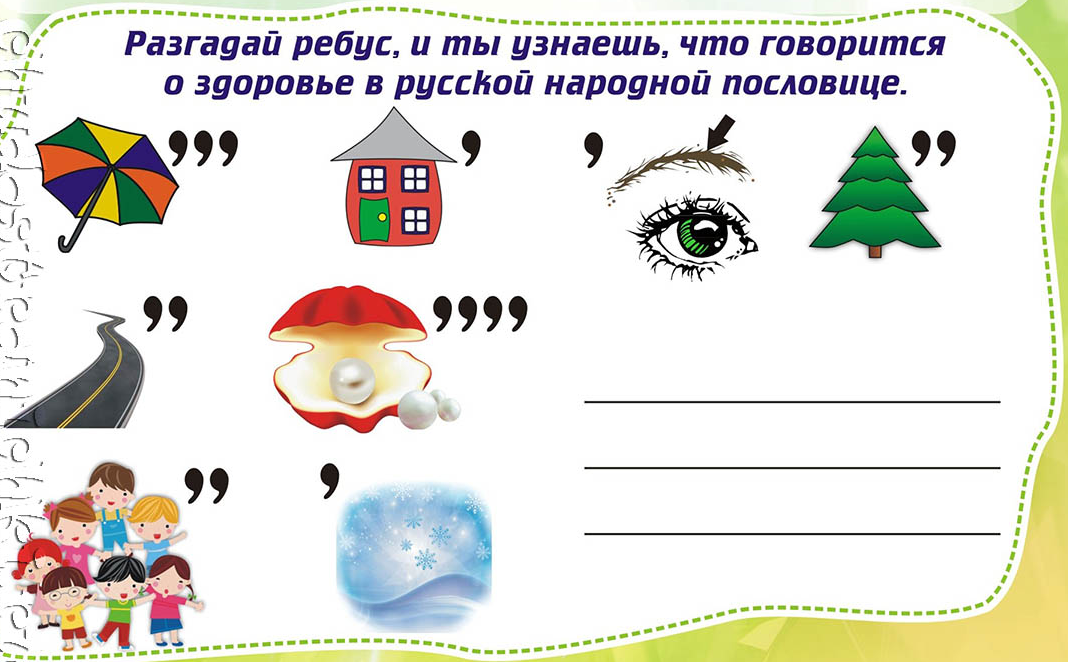 Разгадай ребус, и ты узнаешь, что говорится
о здоровье в русской народной пословице.